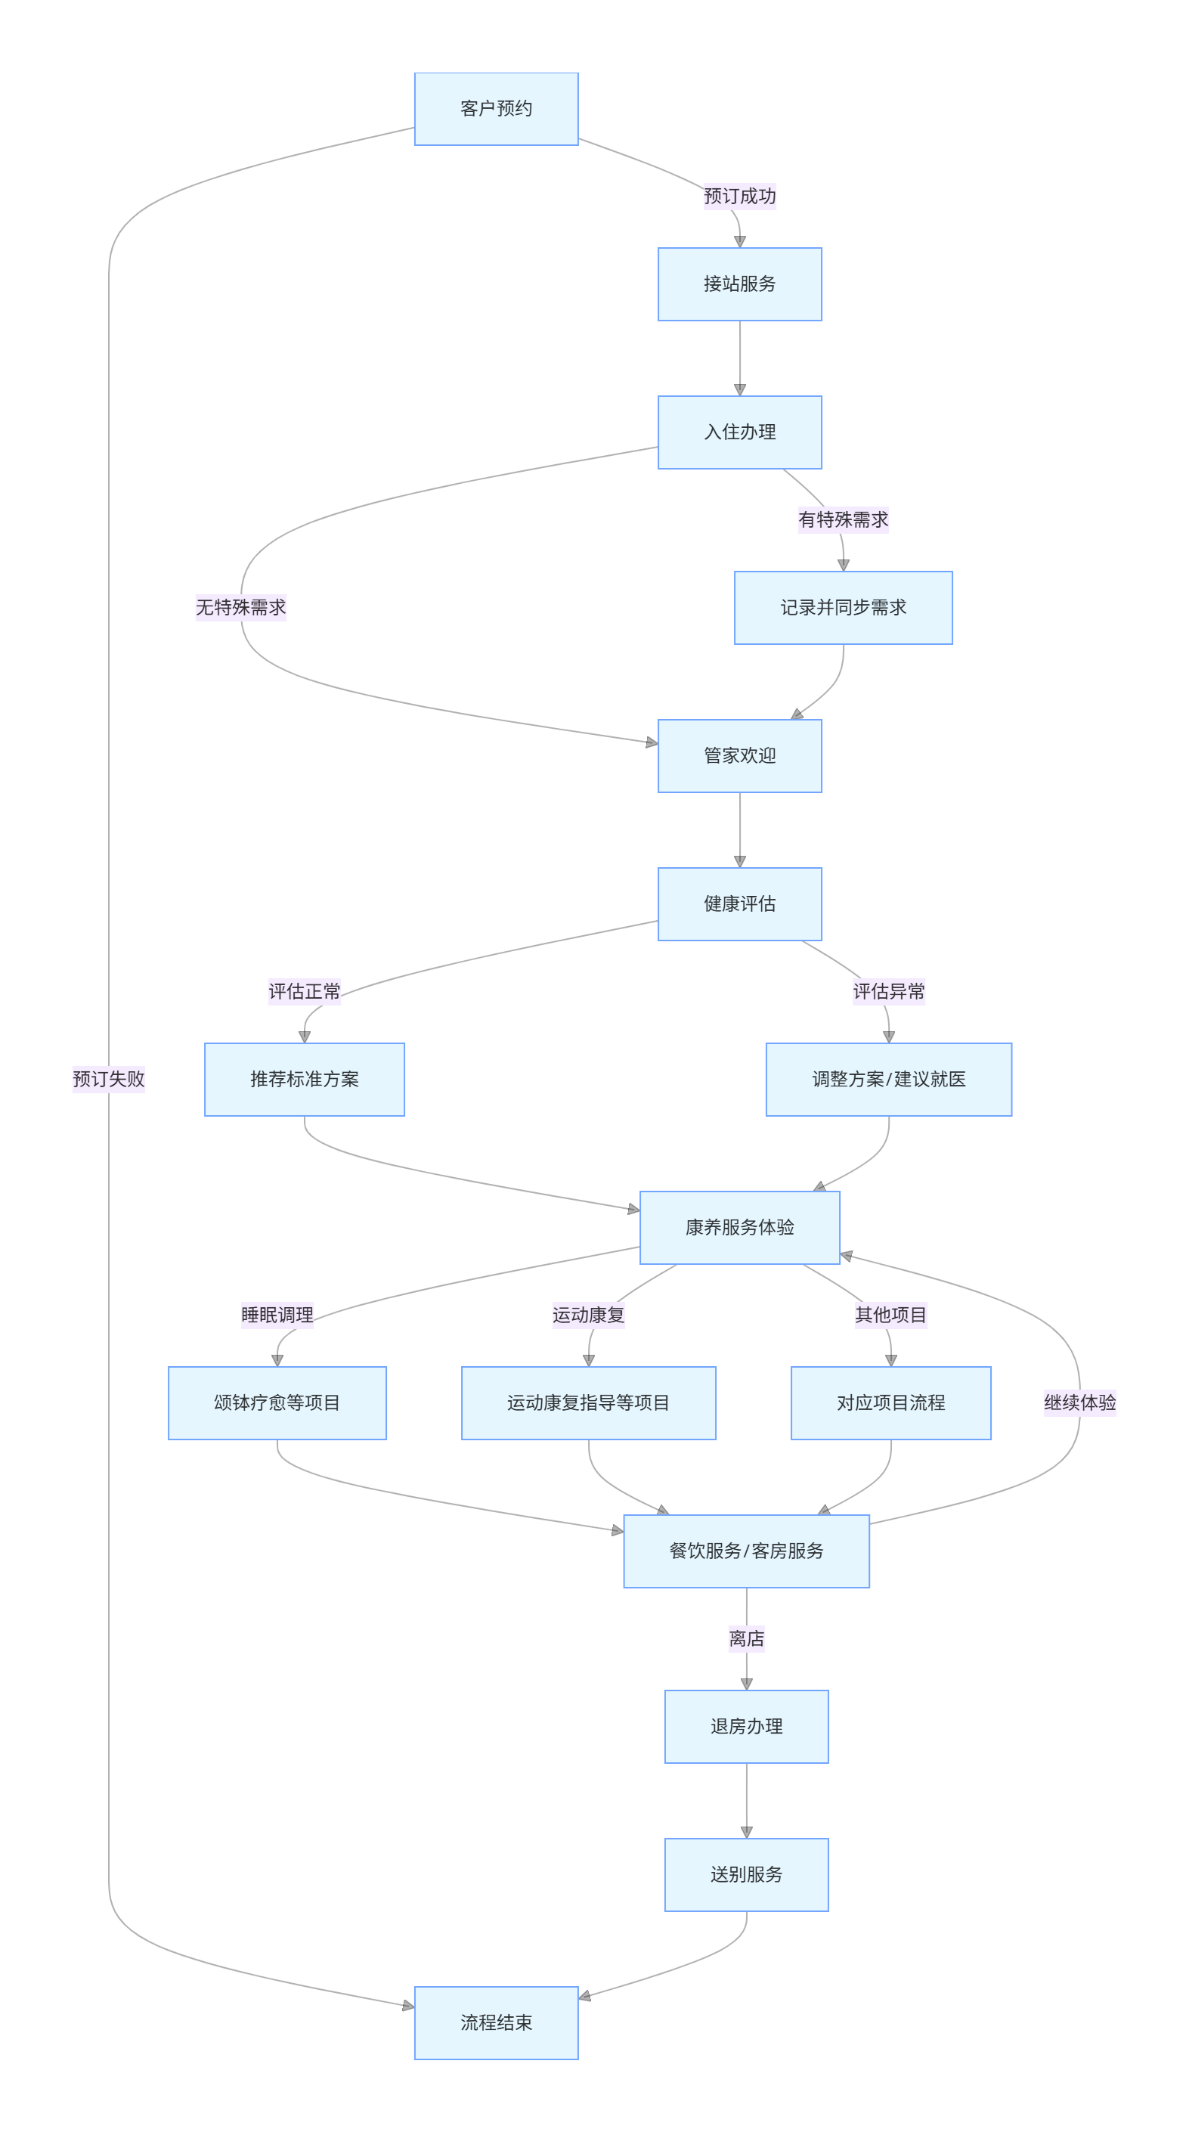 客户预约
预订成功
接站服务
入住办理
有特殊需求
无特殊需求
记录并同步需求
管家欢迎
健康评估
评估正常
评估异常
预订失败
推荐标准方案
调整方案/建议就医
康养服务体验
睡眠调理
运动康复
其他项目
颂钵疗愈等项目
运动康复指导等项目
对应项目流程
继续体验
餐饮服务/客房服务
离店
退房办理
送别服务
流程结束